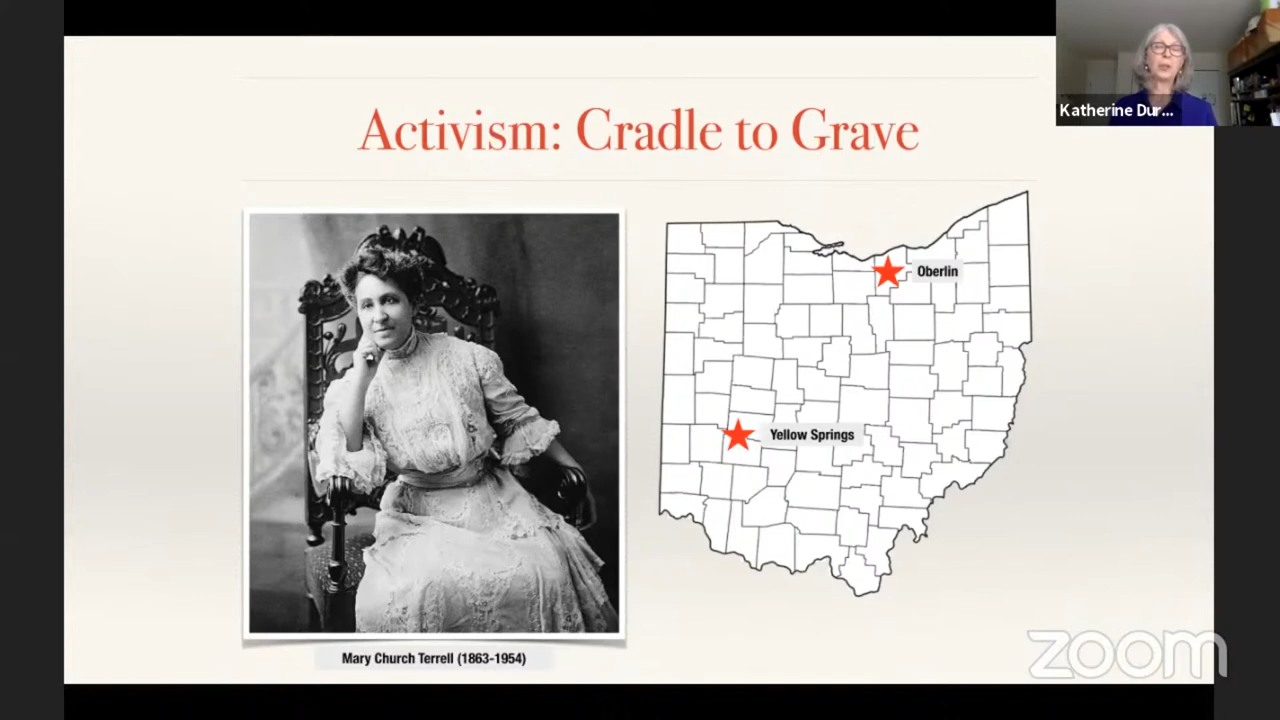 Activism: Cradle to Grave
Katherine Dur...
Oberlin
Yellow Springs
Mary Church Terrell (1863-1954)
zoom